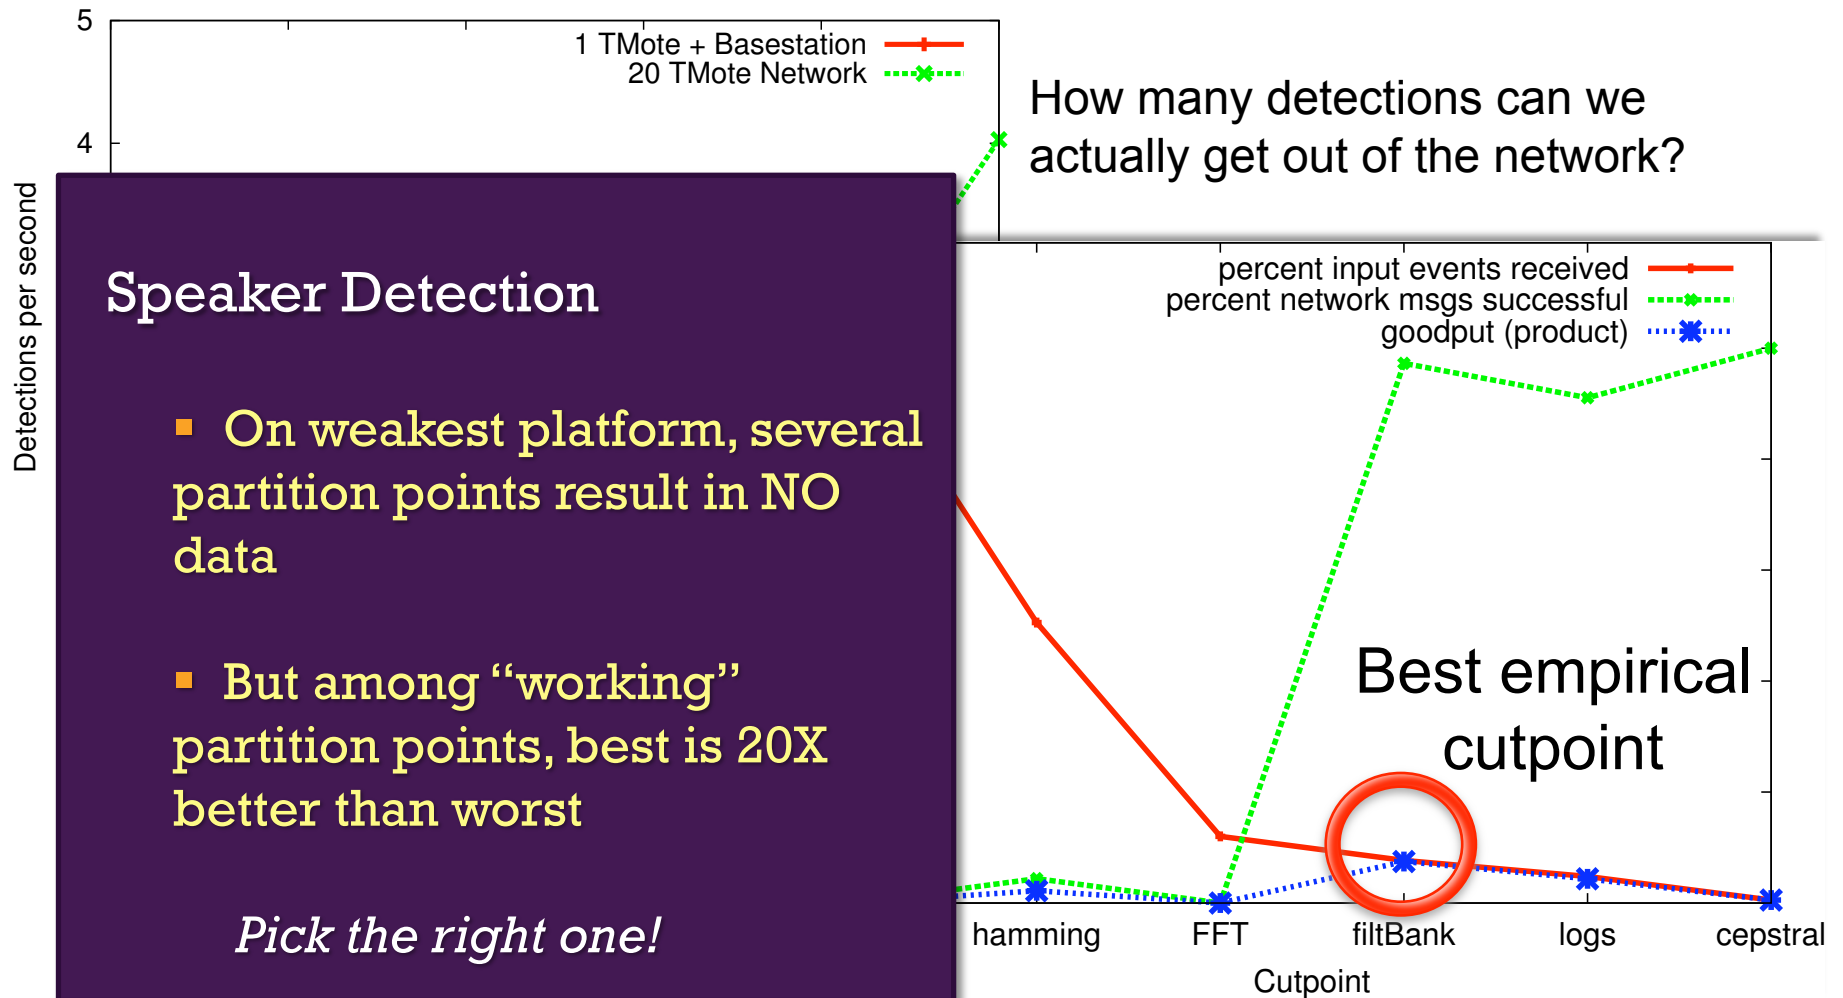 5
4
Detections per second
1 TMote + Basestation
20 TMote Network
How many detections can we
actually get out of the network?
Speaker Detection
▪ On weakest platform, several
partition points result in NO
data
▪ But among “working”
partition points, best is 20X
better than worst
Pick the right one!
percent input events received
percent network msgs successful
goodput (product)
Best empirical
cutpoint
hamming FFT filtBank logs cepstral
Cutpoint